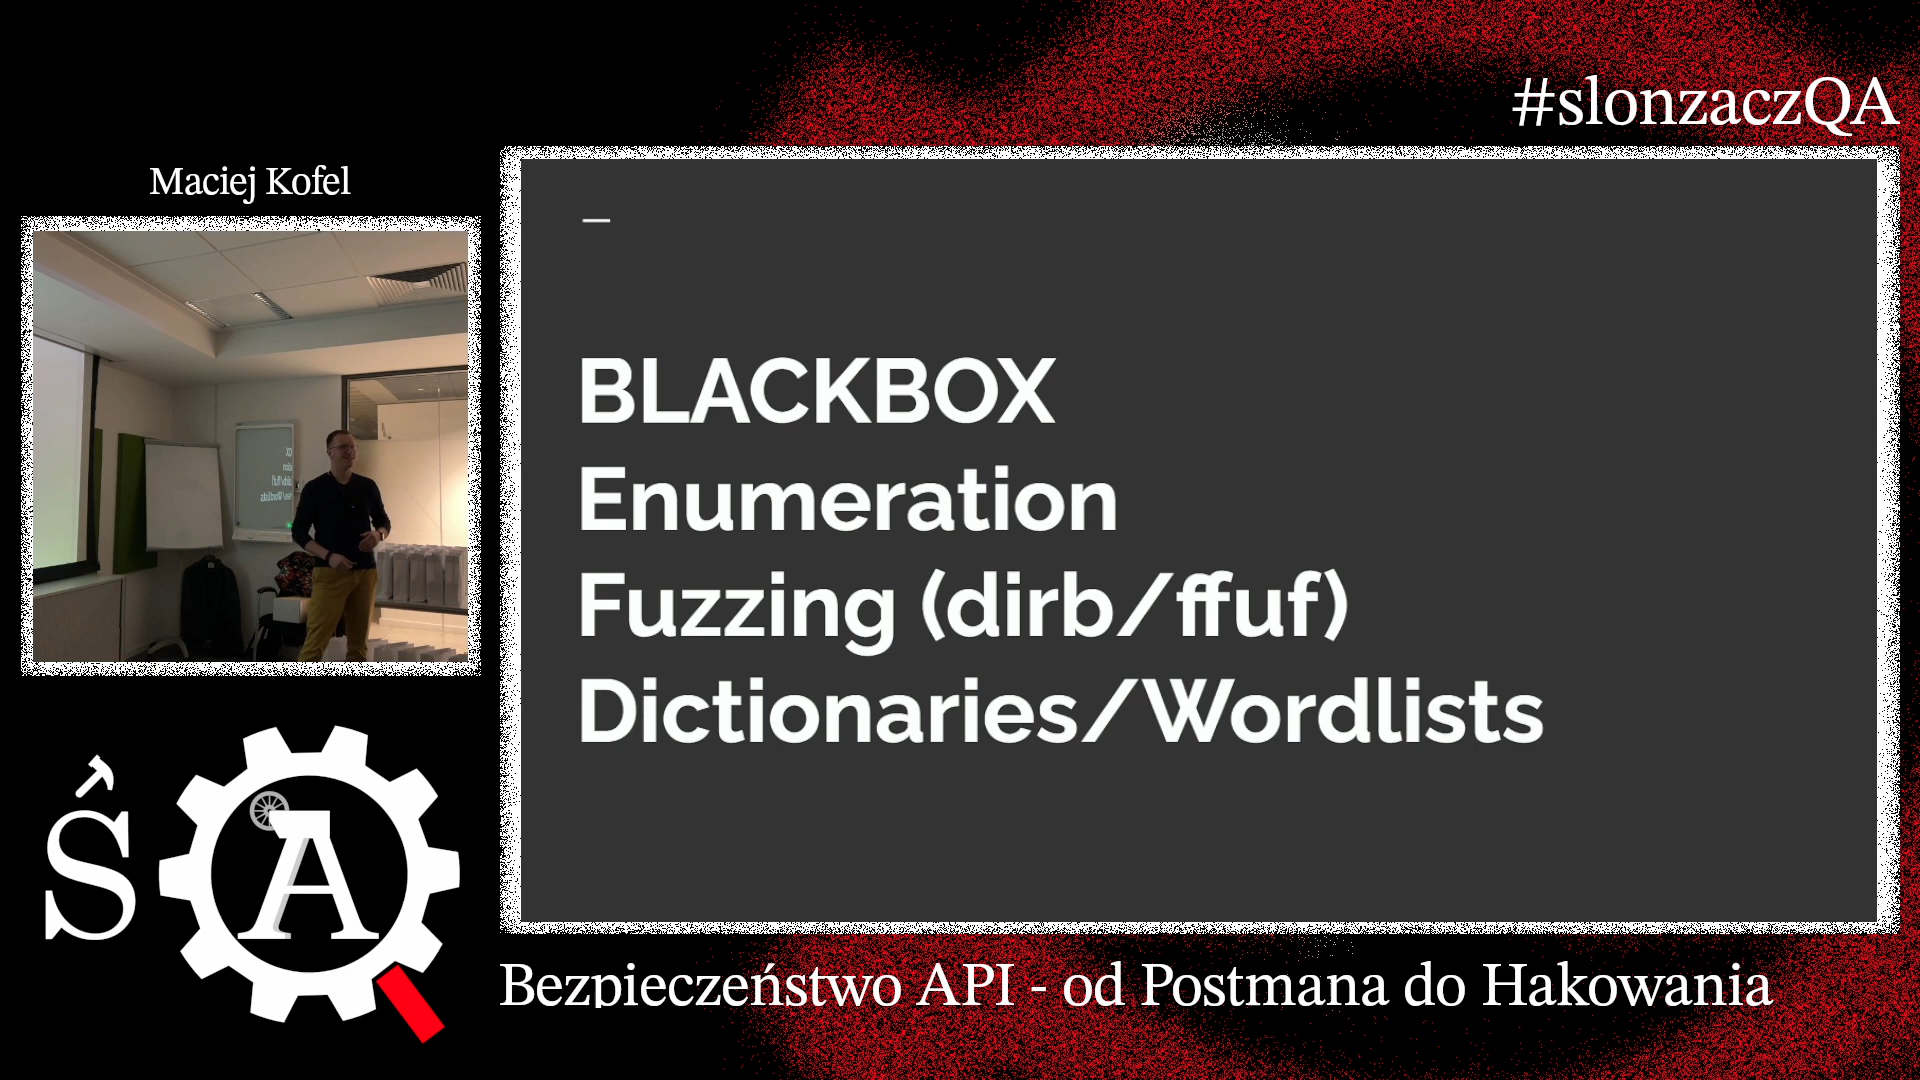 #slonzaczQA
Maciej Kofel
BLACKBOX
Enumeration
Fuzzing (dirb/ffuf)
Dictionaries/Wordlists
Ś A
Bezpieczeństwo API - od Postmana do Hakowania